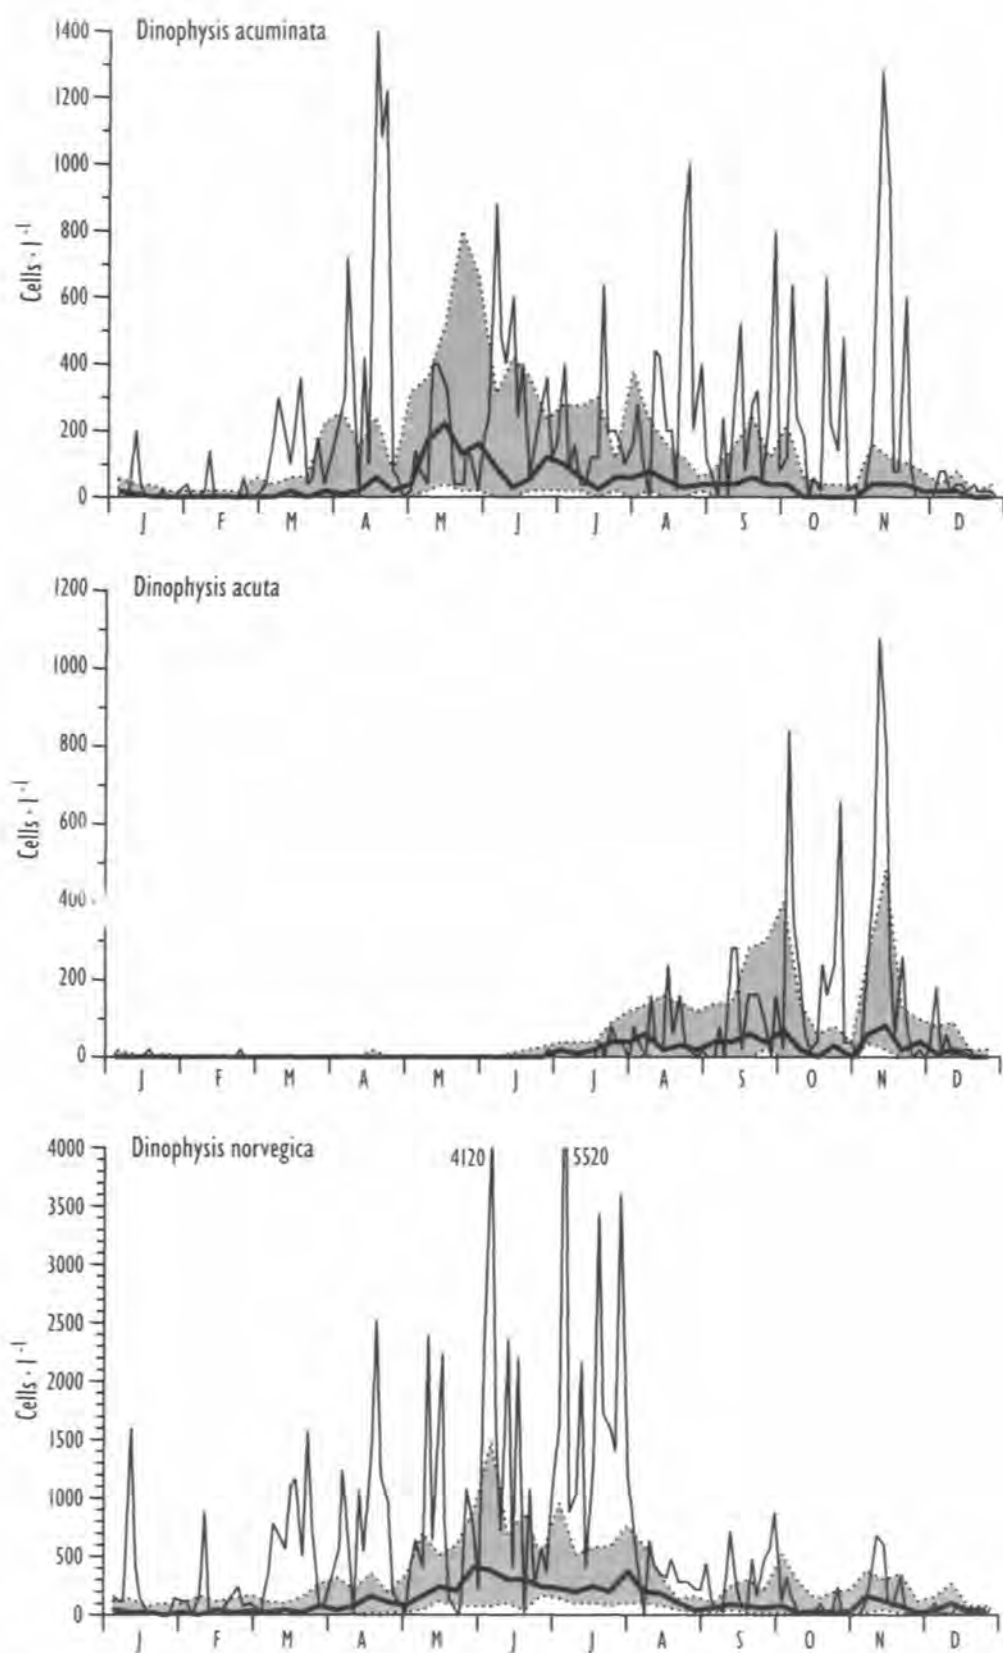 Dinophysis acuminata
1400
1200
1000
800
600
400
200
0
Cells · l⁻¹
J F M A M J J A S O N D
Dinophysis acuta
1200
1000
800
600
400
200
0
Cells · l⁻¹
J F M A M J J A S O N D
Dinophysis norvegica
4120
5520
4000
3500
3000
2500
2000
1500
1000
500
0
Cells · l⁻¹
J F M A M J J A S O N D